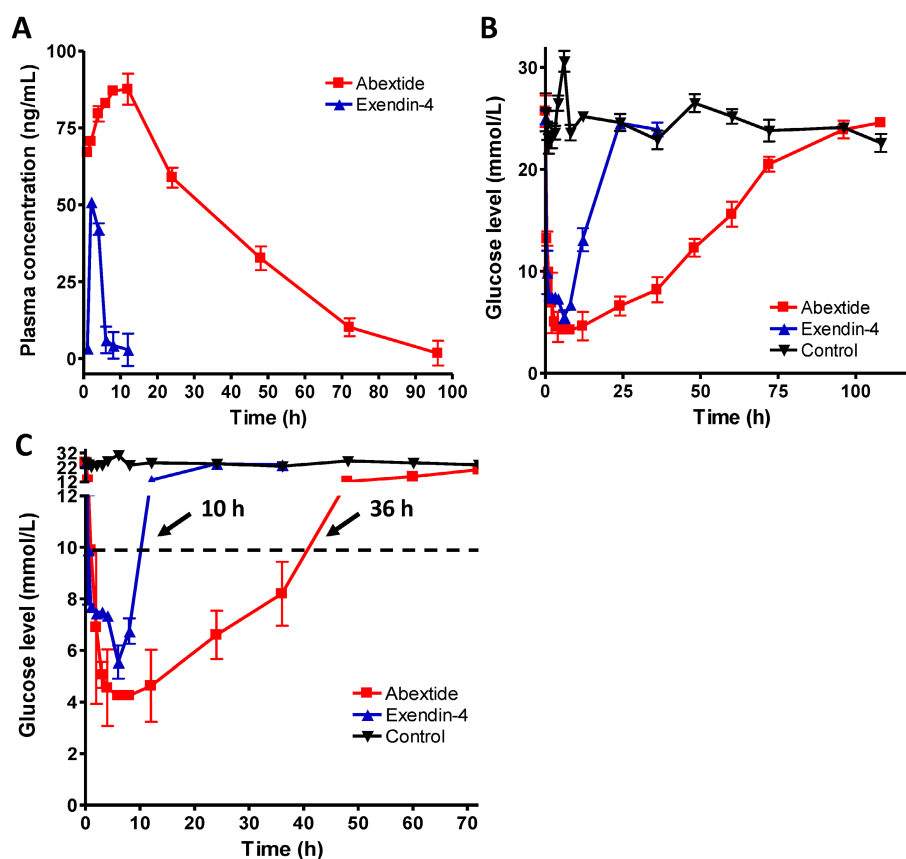 A
Plasma concentration (ng/mL)
100
75
50
25
0
0 10 20 30 40 50 60 70 80 90 100
Time (h)
Abextide
Exendin-4
B
Glucose level (mmol/L)
30
20
10
0
0 25 50 75 100
Time (h)
Abextide
Exendin-4
Control
C
Glucose level (mmol/L)
32
22
12
12
10
8
6
4
2
0
0 10 20 30 40 50 60 70
Time (h)
10 h
36 h
Abextide
Exendin-4
Control